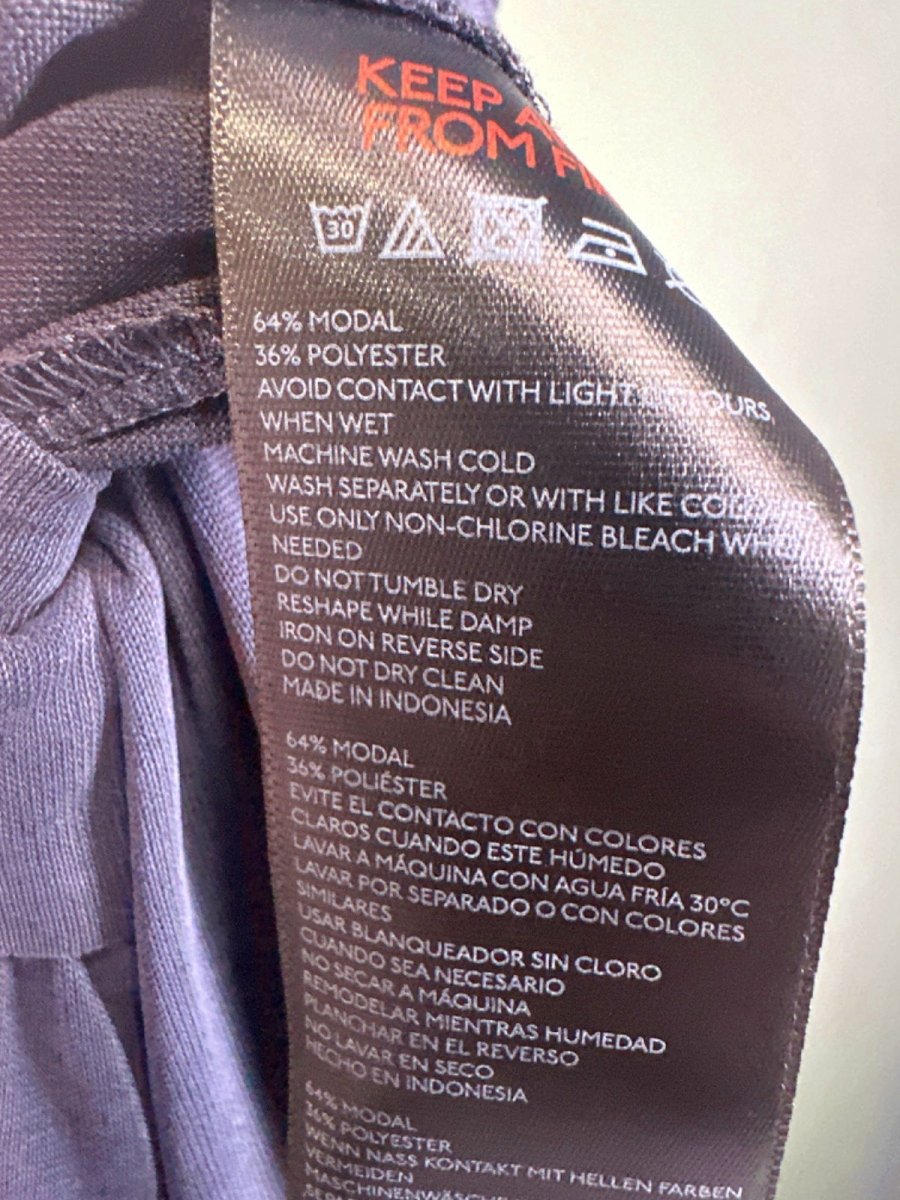 KEEP
FROM
30
64% MODAL
36% POLYESTER
AVOID CONTACT WITH LIGHT COLOURS
WHEN WET
MACHINE WASH COLD
WASH SEPARATELY OR WITH LIKE
USE ONLY NON-CHLORINE BLEACH
NEEDED
DO NOT TUMBLE DRY
RESHAPE WHILE DAMP
IRON ON REVERSE SIDE
DO NOT DRY CLEAN
MADE IN INDONESIA
64% MODAL
36% POLIÉSTER
EVITE EL CONTACTO CON COLORES
CLAROS CUANDO ESTE HÚMEDO
LAVAR A MÁQUINA CON AGUA FRÍA 30°C
LAVAR POR SEPARADO O CON COLORES
SIMILARES
USAR BLANQUEADOR SIN CLORO
CUANDO SEA NECESARIO
NO SECAR A MÁQUINA
REMODELAR MIENTRAS HUMEDAD
PLANCHAR EN EL REVERSO
NO LAVAR EN SECO
HECHO EN INDONESIA
64% MODAL
36% POLYESTER
WENN NASS KONTAKT MIT HELLEN FARBEN
VERMEIDEN